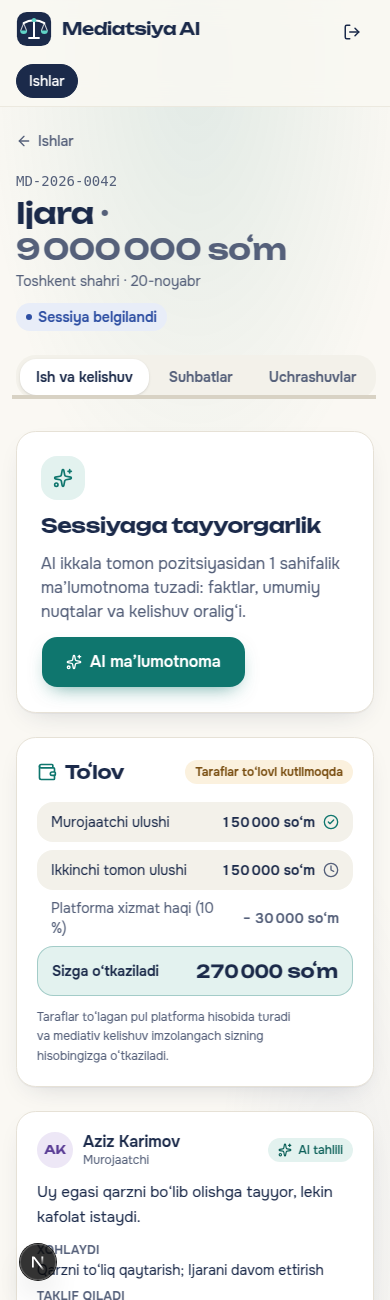 Mediatsiya AI
Ishlar
Ishlar
MD-2026-0042
Ijara ·
9 000 000 soʻm
Toshkent shahri · 20-noyabr
Sessiya belgilandi
Ish va kelishuv
Suhbatlar
Uchrashuvlar
Sessiyaga tayyorgarlik
AI ikkala tomon pozitsiyasidan 1 sahifalik
maʼlumotnoma tuzadi: faktlar, umumiy
nuqtalar va kelishuv oraligʻi.
AI maʼlumotnoma
Toʻlov
Taraflar toʻlovi kutilmoqda
Murojaatchi ulushi
150 000 soʻm
Ikkinchi tomon ulushi
150 000 soʻm
Platforma xizmat haqi (10
%)
− 30 000 soʻm
Sizga oʻtkaziladi
270 000 soʻm
Taraflar toʻlagan pul platforma hisobida turadi
va mediativ kelishuv imzolangach sizning
hisobingizga oʻtkaziladi.
AK
Aziz Karimov
Murojaatchi
AI tahlili
Uy egasi qarzni boʻlib olishga tayyor, lekin
kafolat istaydi.
XOHLAYDI
Qarzni toʻliq qaytarish; Ijarani davom ettirish
TAKLIF QILADI